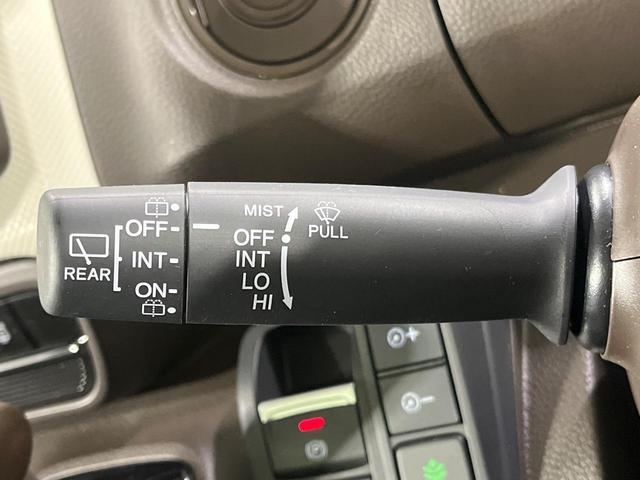 MIST
OFF
INT
LO
HI
PULL
REAR
OFF
INT
ON
P